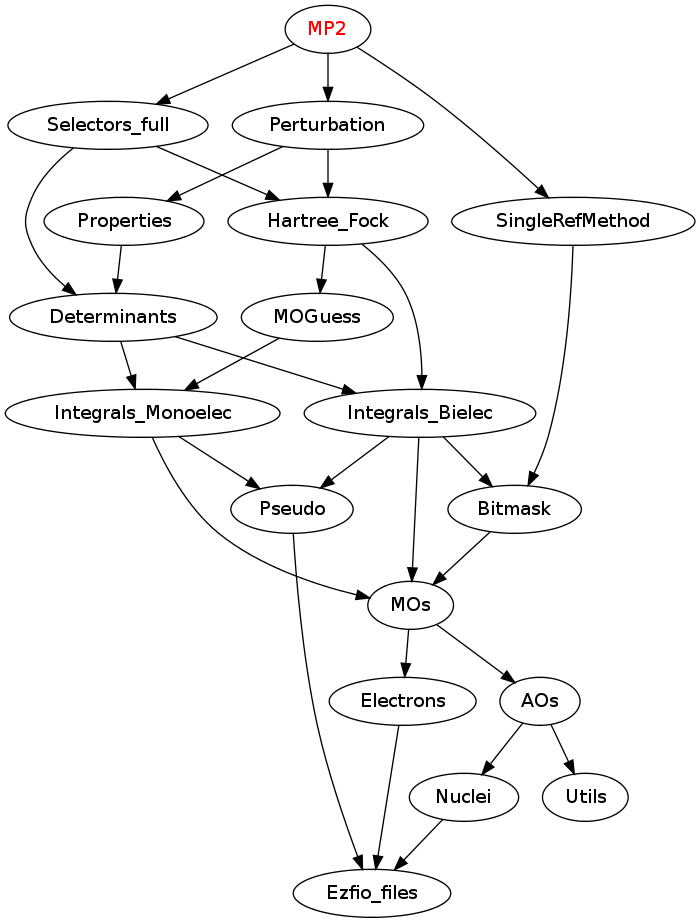 MP2
Selectors_full
Perturbation
Properties
Hartree_Fock
SingleRefMethod
Determinants
MOGuess
Integrals_Monoelec
Integrals_Bielec
Pseudo
Bitmask
MOs
Electrons
AOs
Nuclei
Utils
Ezfio_files